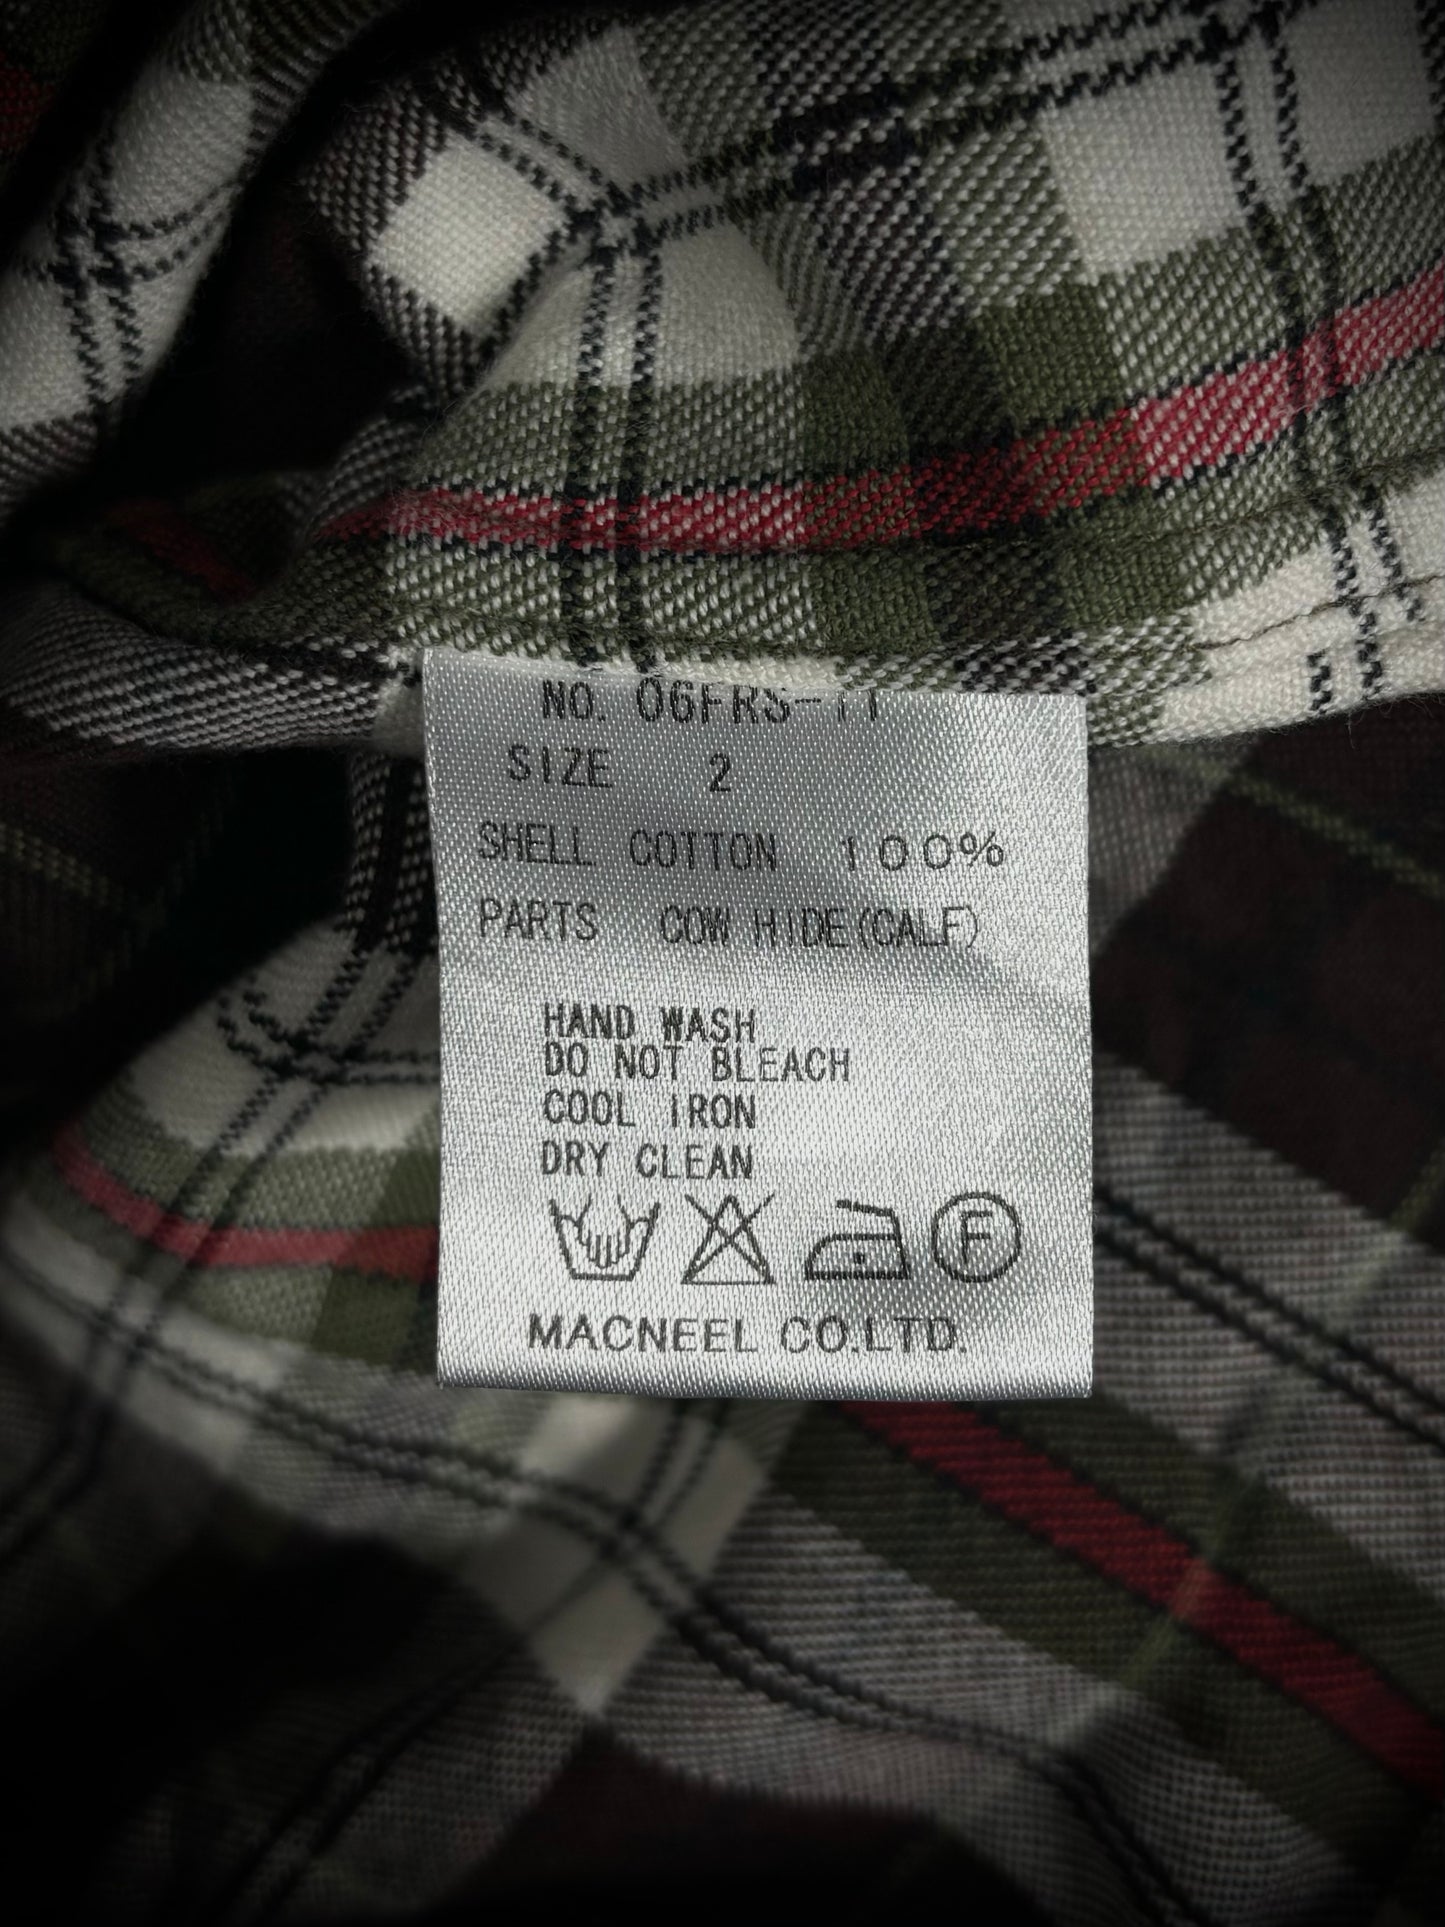 NO. 06FRS-11
SIZE 2
SHELL COTTON 100%
PARTS COW HIDE(CALF)
HAND WASH
DO NOT BLEACH
COOL IRON
DRY CLEAN
F
MACNEEL CO.LTD.